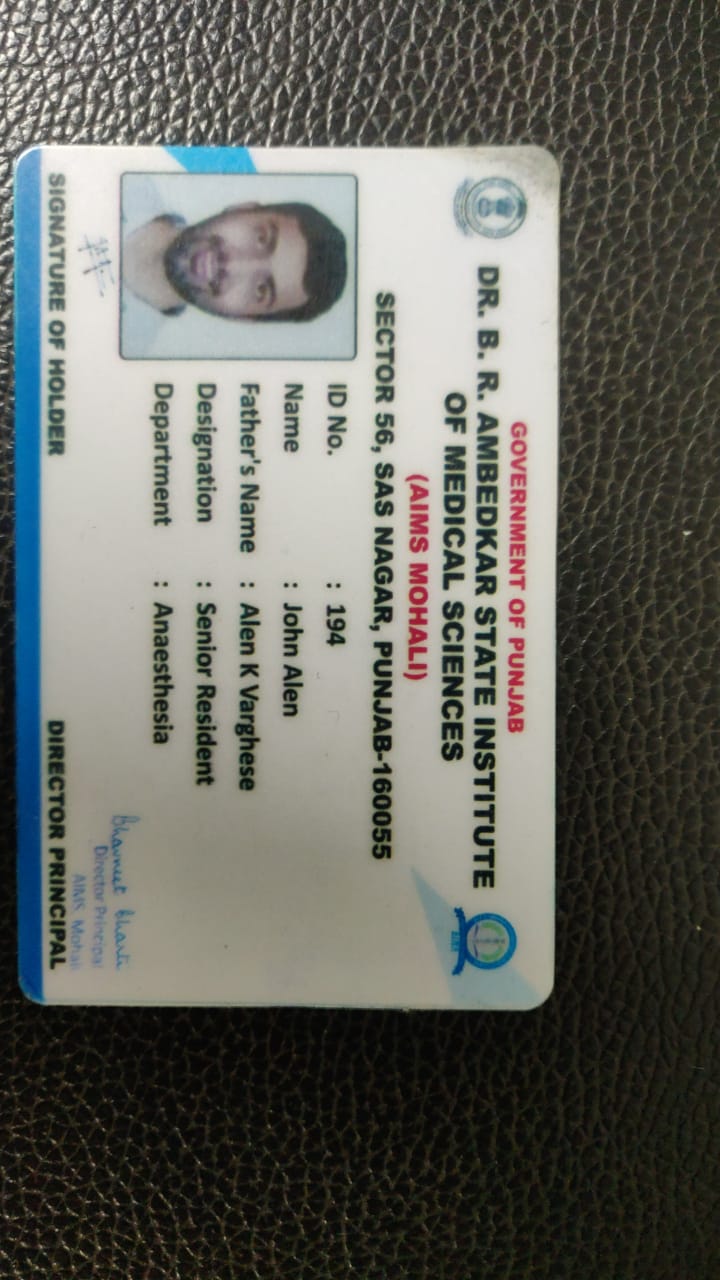 GOVERNMENT OF PUNJAB
DR. B. R. AMBEDKAR STATE INSTITUTE
OF MEDICAL SCIENCES
(AIMS MOHALI)
SECTOR 56, SAS NAGAR, PUNJAB-160055
ID No. : 194
Name : John Alen
Father's Name : Alen K Varghese
Designation : Senior Resident
Department : Anaesthesia
Bhavneet Bharti
Director Principal
AIMS Mohali
SIGNATURE OF HOLDER DIRECTOR PRINCIPAL